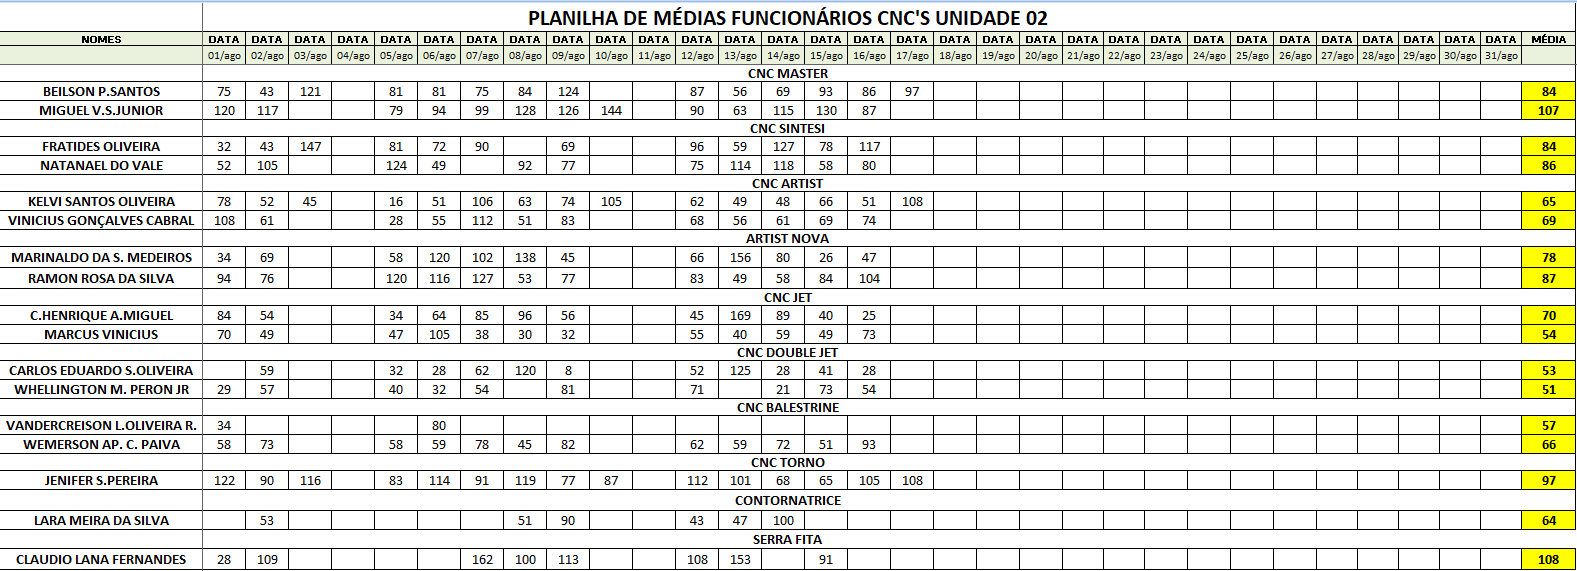 PLANILHA DE MÉDIAS FUNCIONÁRIOS CNC'S UNIDADE 02
NOMES DATA DATA DATA DATA DATA DATA DATA DATA DATA DATA DATA DATA DATA DATA DATA DATA DATA DATA DATA DATA DATA DATA DATA DATA DATA DATA DATA DATA DATA DATA DATA MÉDIA
01/ago 02/ago 03/ago 04/ago 05/ago 06/ago 07/ago 08/ago 09/ago 10/ago 11/ago 12/ago 13/ago 14/ago 15/ago 16/ago 17/ago 18/ago 19/ago 20/ago 21/ago 22/ago 23/ago 24/ago 25/ago 26/ago 27/ago 28/ago 29/ago 30/ago 31/ago
CNC MASTER
BEILSON P.SANTOS 75 43 121 81 81 75 84 124 87 56 69 93 86 97 84
MIGUEL V.S.JUNIOR 120 117 79 94 99 128 126 144 90 63 115 130 87 107
CNC SINTESI
FRATIDES OLIVEIRA 32 43 147 81 72 90 69 96 59 127 78 117 84
NATANAEL DO VALE 52 105 124 49 92 77 75 114 118 58 80 86
CNC ARTIST
KELVI SANTOS OLIVEIRA 78 52 45 16 51 106 63 74 105 62 49 48 66 51 108 65
VINICIUS GONÇALVES CABRAL 108 61 28 55 112 51 83 68 56 61 69 74 69
ARTIST NOVA
MARINALDO DA S. MEDEIROS 34 69 58 120 102 138 45 66 156 80 26 47 78
RAMON ROSA DA SILVA 94 76 120 116 127 53 77 83 49 58 84 104 87
CNC JET
C.HENRIQUE A.MIGUEL 84 54 34 64 85 96 56 45 169 89 40 25 70
MARCUS VINICIUS 70 49 47 105 38 30 32 55 40 59 49 73 54
CNC DOUBLE JET
CARLOS EDUARDO S.OLIVEIRA 59 32 28 62 120 8 52 125 28 41 28 53
WHELLINGTON M. PERON JR 29 57 40 32 54 81 71 21 73 54 51
CNC BALESTRINE
VANDERCREISON L.OLIVEIRA R. 34 80 57
WEMERSON AP. C. PAIVA 58 73 58 59 78 45 82 62 59 72 51 93 66
CNC TORNO
JENIFER S.PEREIRA 122 90 116 83 114 91 119 77 87 112 101 68 65 105 108 97
CONTORNATRICE
LARA MEIRA DA SILVA 53 51 90 43 47 100 64
SERRA FITA
CLAUDIO LANA FERNANDES 28 109 162 100 113 108 153 91 108